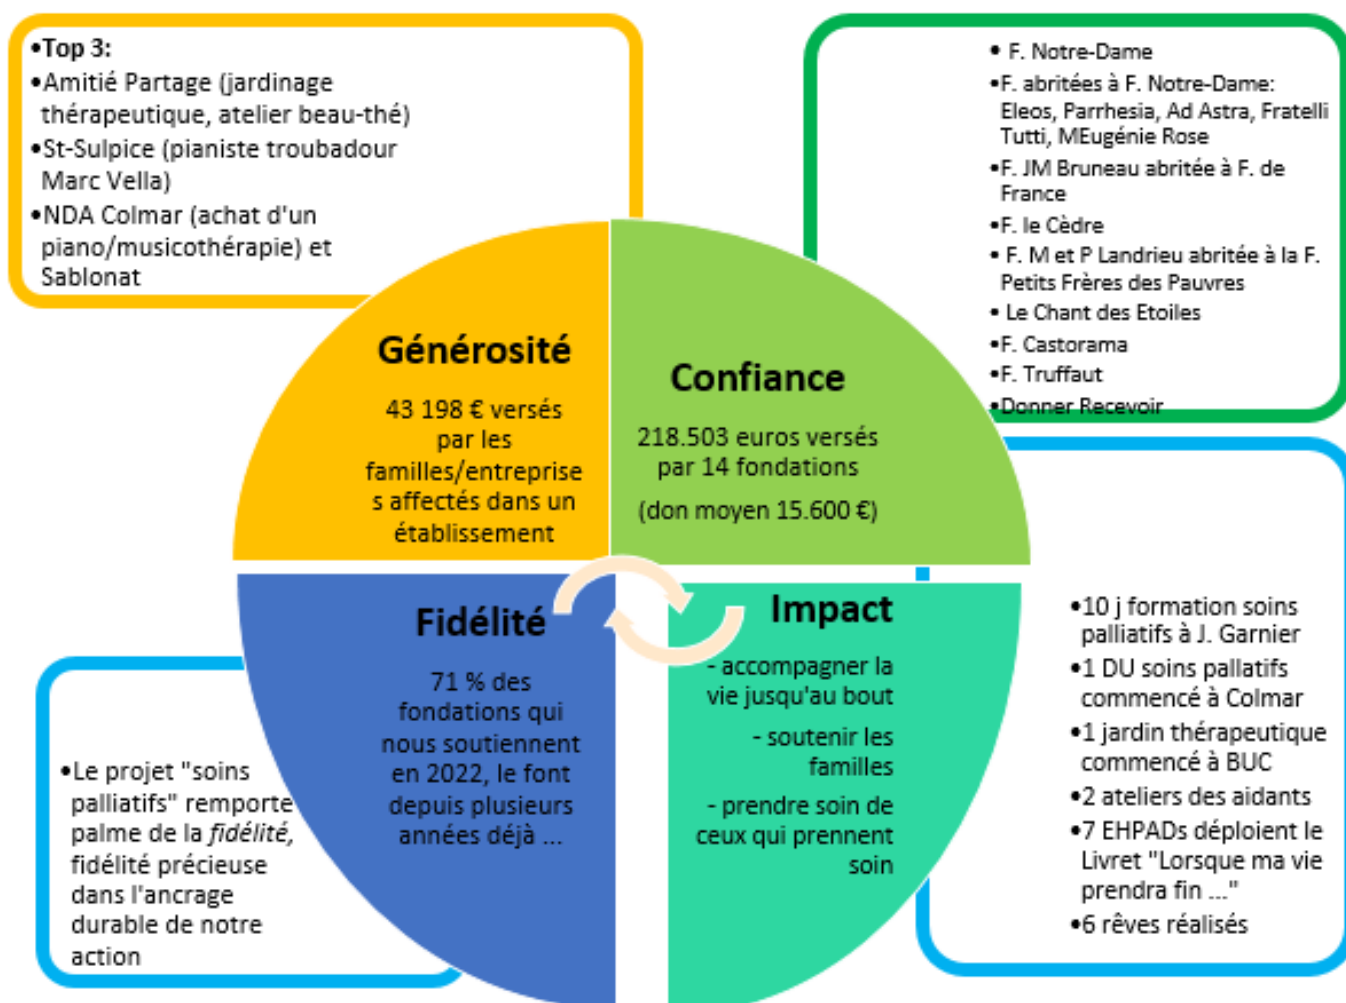 •Top 3:
•Amitié Partage (jardinage
thérapeutique, atelier beau-thé)
•St-Sulpice (pianiste troubadour
Marc Vella)
•NDA Colmar (achat d'un
piano/musicothérapie) et
Sablonat
• F. Notre-Dame
•F. abritées à F. Notre-Dame:
Eleos, Parrhesia, Ad Astra, Fratelli
Tutti, MEugénie Rose
•F. JM Bruneau abritée à F. de
France
•F. le Cèdre
• F. M et P Landrieu abritée à la F.
Petits Frères des Pauvres
• Le Chant des Etoiles
•F. Castorama
•F. Truffaut
•Donner Recevoir
Générosité
43 198 € versés
par les
familles/entreprise
s affectés dans un
établissement
Confiance
218.503 euros versés
par 14 fondations
(don moyen 15.600 €)
Fidélité
71 % des
fondations qui
nous soutiennent
en 2022, le font
depuis plusieurs
années déjà ...
Impact
- accompagner la
vie jusqu'au bout
- soutenir les
familles
- prendre soin de
ceux qui prennent
soin
•Le projet "soins
palliatifs" remporte
palme de la fidélité,
fidélité précieuse
dans l'ancrage
durable de notre
action
•10 j formation soins
palliatifs à J. Garnier
•1 DU soins pallatifs
commencé à Colmar
•1 jardin thérapeutique
commencé à BUC
•2 ateliers des aidants
•7 EHPADs déploient le
Livret "Lorsque ma vie
prendra fin ..."
•6 rêves réalisés